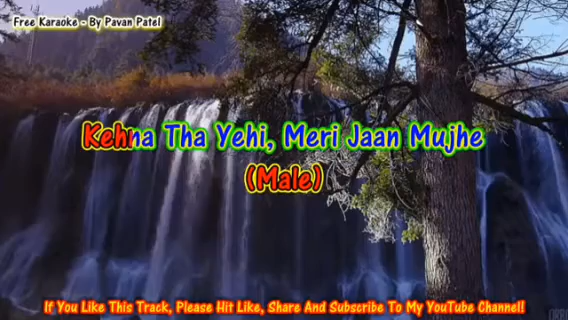 Free Karaoke - By Pavan Patel
Kehna Tha Yehi, Meri Jaan Mujhe
(Male)
If You Like This Track, Please Hit Like, Share And Subscribe To My YouTube Channel!